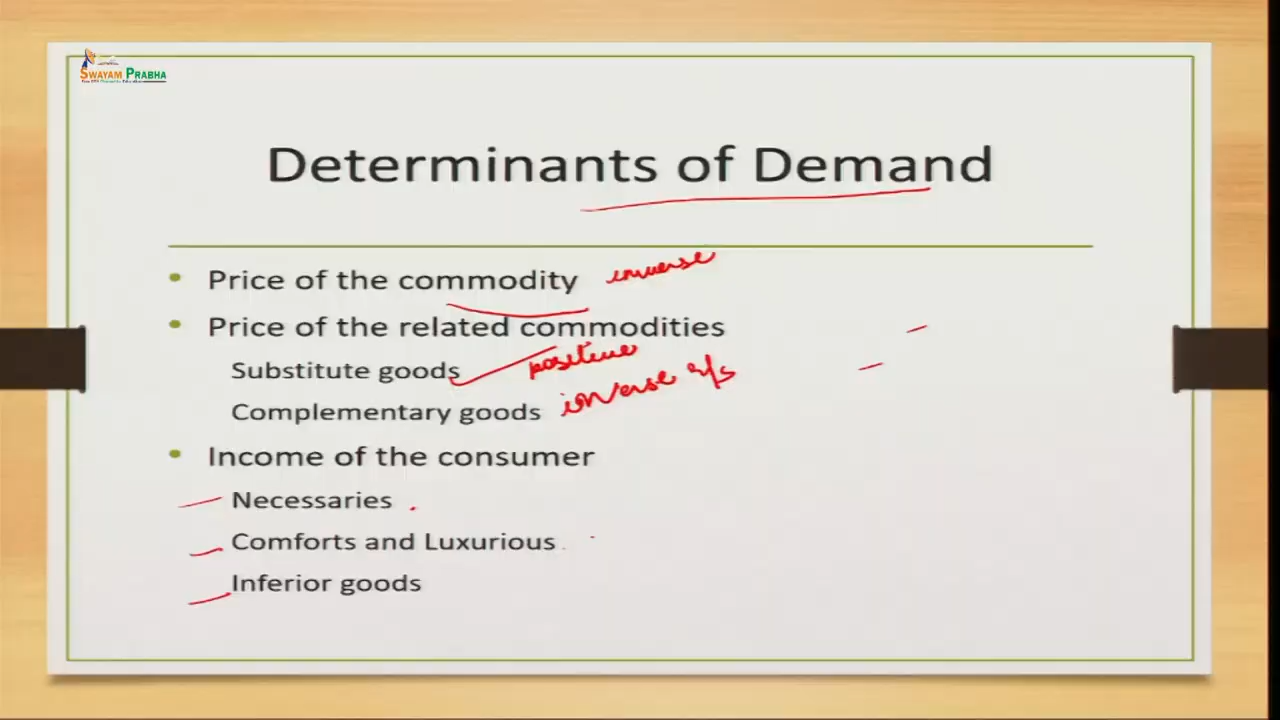 SWAYAM PRABHA
Determinants of Demand
• Price of the commodity inverse
• Price of the related commodities
Substitute goods positive
Complementary goods inverse r/s
• Income of the consumer
Necessaries
Comforts and Luxurious
Inferior goods